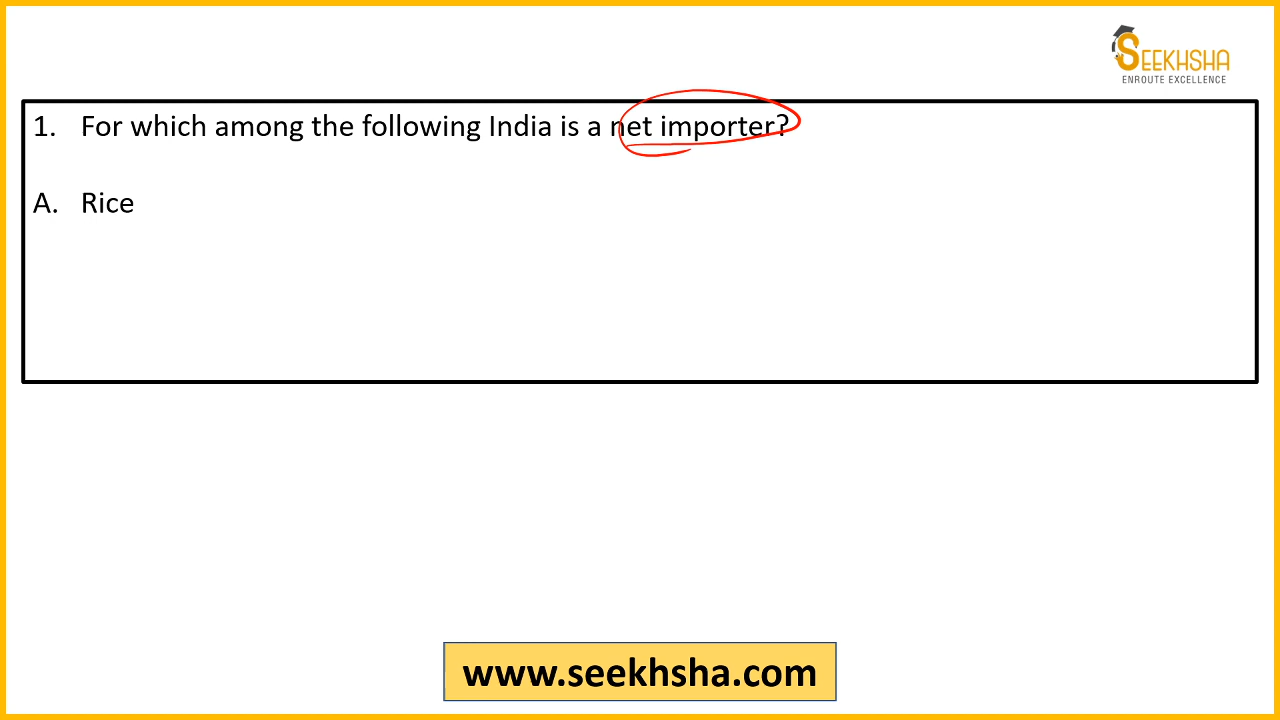 SEEKHSHA
ENROUTE EXCELLENCE
1. For which among the following India is a net importer?
A. Rice
www.seekhsha.com